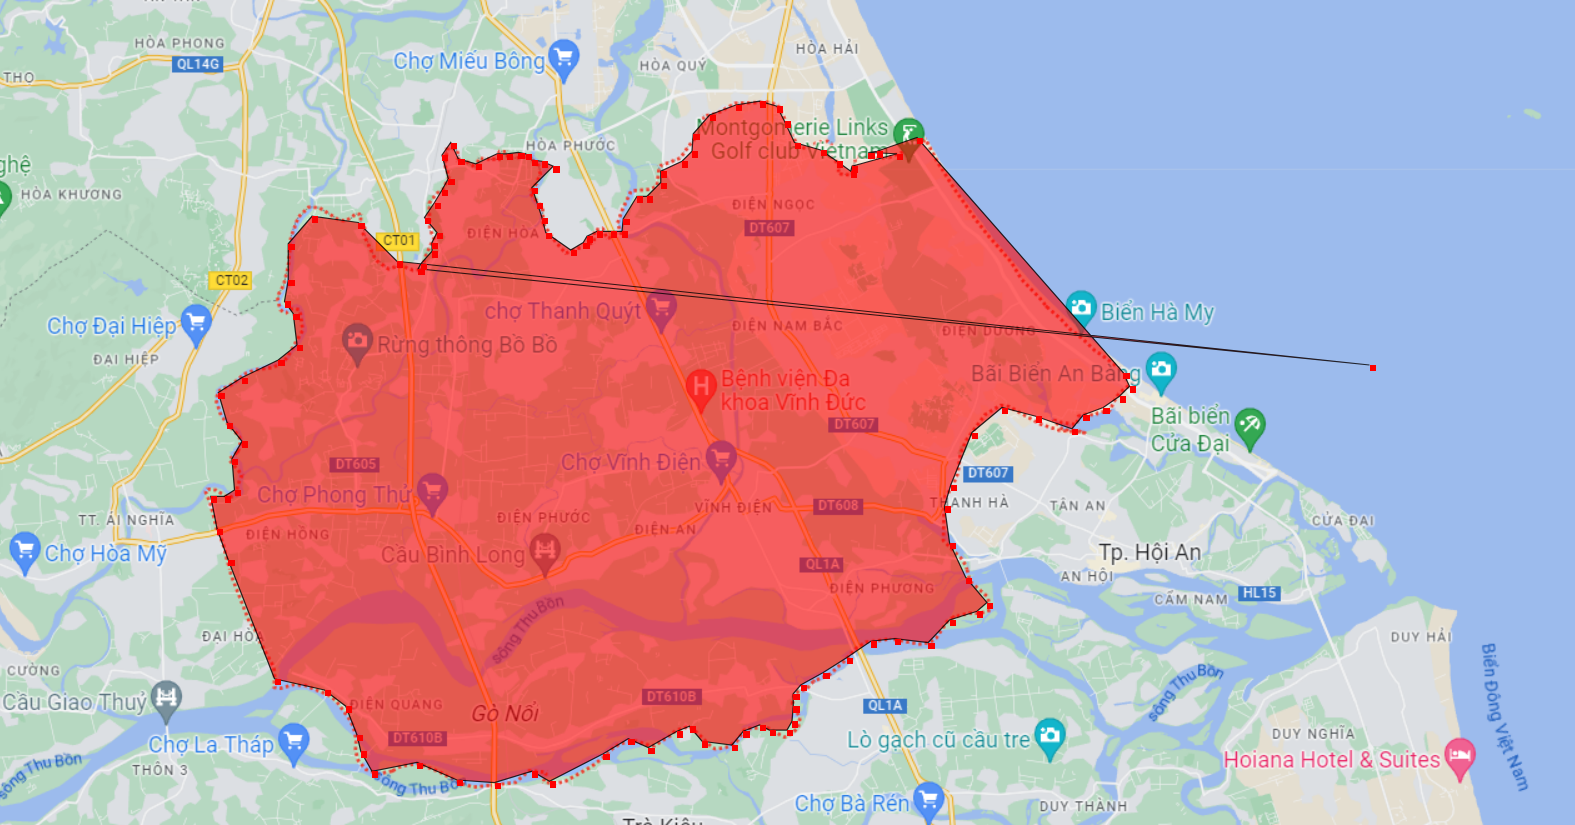 HÒA PHONG
QL14G
THO
Chợ Miếu Bông
HÒA HẢI
HÒA QUÝ
Montgomerie Links
Golf club Vietnam
HÒA PHƯỚC
ghệ
HÒA KHƯƠNG
ĐIỆN NGỌC
DT607
ĐIỆN HÒA
CT01
CT02
chợ Thanh Quýt
Biển Hà My
Chợ Đại Hiệp
ĐIỆN NAM BẮC
ĐIỆN DƯƠNG
ĐẠI HIỆP
Rừng thông Bồ Bồ
Bãi Biển An Bàng
Bệnh viện Đa
khoa Vĩnh Đức
Bãi biển
Cửa Đại
DT607
Chợ Vĩnh Điện
DT605
DT607
Chợ Phong Thử
VĨNH ĐIỆN
DT608
THANH HÀ
TÂN AN
TT. ÁI NGHĨA
ĐIỆN PHƯỚC
ĐIỆN AN
CỬA ĐẠI
ĐIỆN HỒNG
Chợ Hòa Mỹ
Cầu Bình Long
Tp. Hội An
QL1A
AN HỘI
ĐIỆN PHƯƠNG
HL15
CẨM NAM
sông Thu Bồn
ĐẠI HÒA
DUY HẢI
CƯỜNG
Biển Đông Việt Nam
sông Thu Bồn
Cầu Giao Thuỷ
ĐIỆN QUANG
DT610B
Gò Nổi
QL1A
DT610B
Chợ La Tháp
Lò gạch cũ cầu tre
DUY NGHĨA
Hoiana Hotel & Suites
THÔN 3
sông Thu Bồn
sông Thu Bồ
Chợ Bà Rén
DUY THÀNH
Trà Kiệu